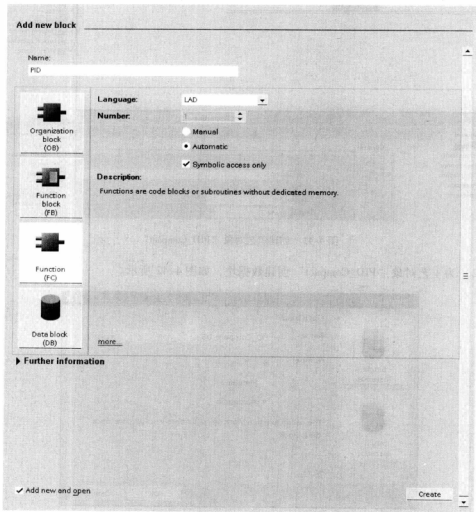 Add new block
Name:
PID
Organization
block
(OB)
Function
block
(FB)
Function
(FC)
Data block
(DB)
Language:
LAD
Number:
1
Manual
Automatic
Symbolic access only
Description:
Functions are code blocks or subroutines without dedicated memory.
more...
Further information
Add new and open
Create